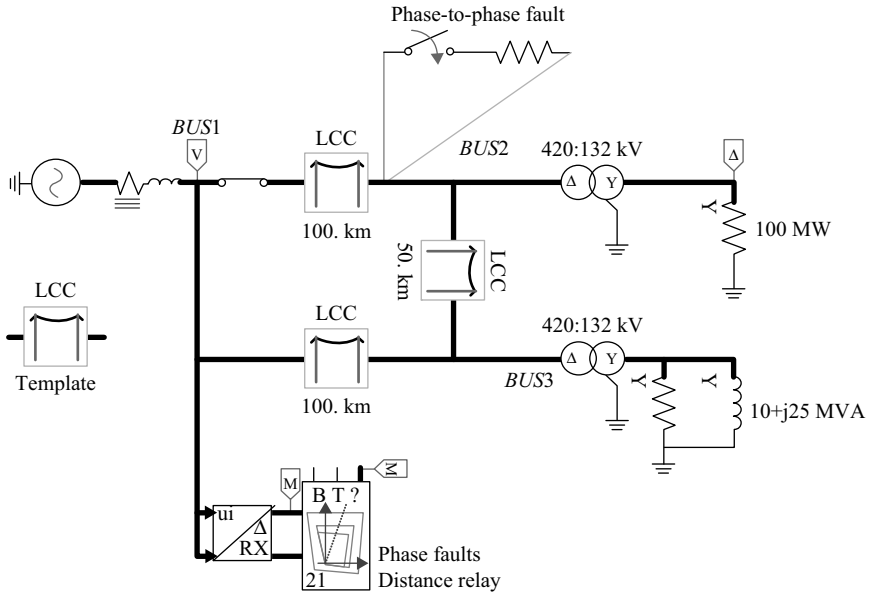 Phase-to-phase fault
BUS1
V
LCC
100. km
BUS2
420:132 kV
Δ Y
Δ
Y
100 MW
LCC
50. km
LCC
Template
LCC
100. km
420:132 kV
Δ Y
BUS3
Y
Y
10+j25 MVA
M
M
B T ?
ui
Δ
RX
21
Phase faults
Distance relay